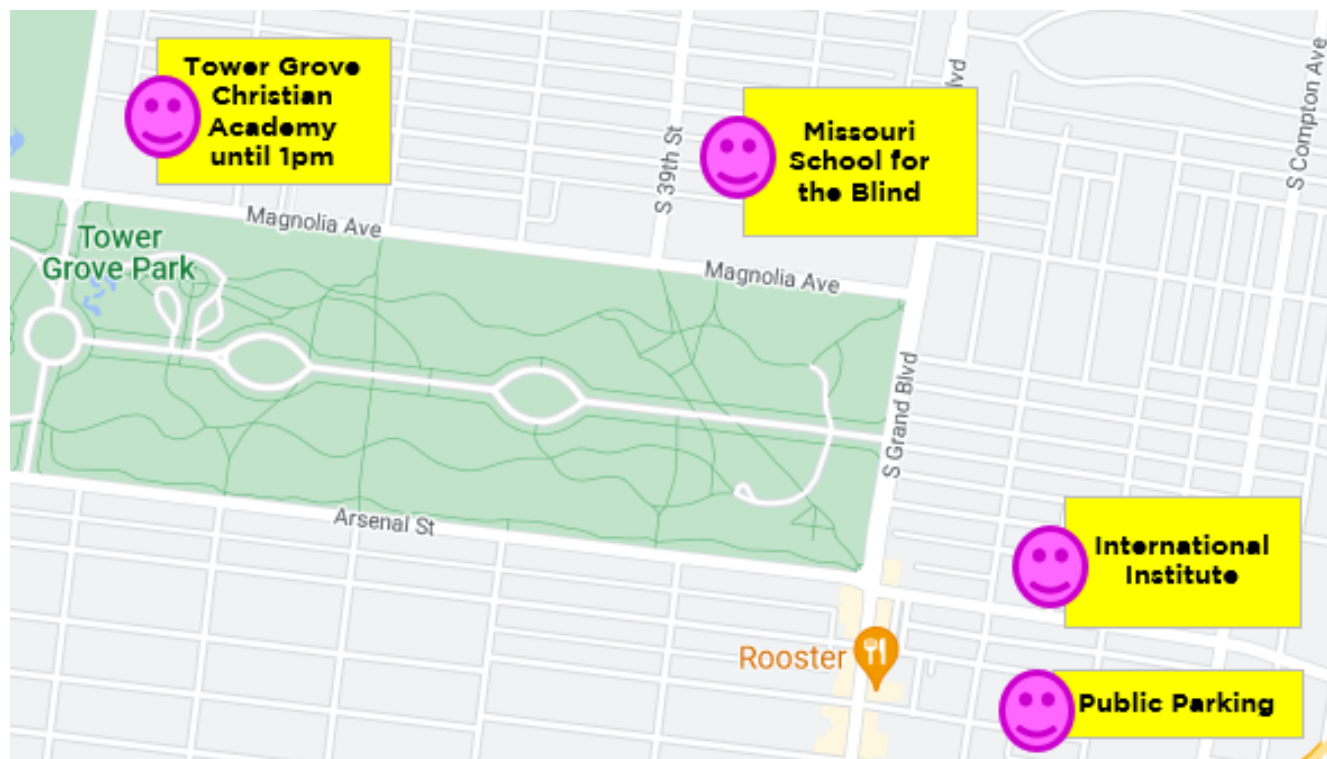 Tower Grove
Christian
Academy
until 1pm
Missouri
School for
the Blind
lvd
S Compton Ave
S 39th St
Magnolia Ave
Tower
Grove Park
Magnolia Ave
S Grand Blvd
Arsenal St
International
Institute
Rooster
Public Parking